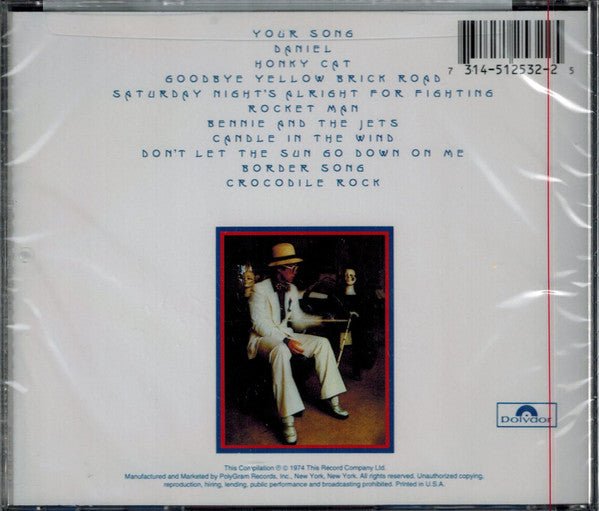 YOUR SONG
DANIEL
HONKY CAT
GOODBYE YELLOW BRICK ROAD
SATURDAY NIGHT'S ALRIGHT FOR FIGHTING
ROCKET MAN
BENNIE AND THE JETS
CANDLE IN THE WIND
DON'T LET THE SUN GO DOWN ON ME
BORDER SONG
CROCODILE ROCK
7 314-512532-2 5
Polydor
This Compilation ℗ © 1974 This Record Company Ltd.
Manufactured and Marketed by PolyGram Records, Inc., New York, New York. All rights reserved. Unauthorized copying,
reproduction, hiring, lending, public performance and broadcasting prohibited. Printed in U.S.A.